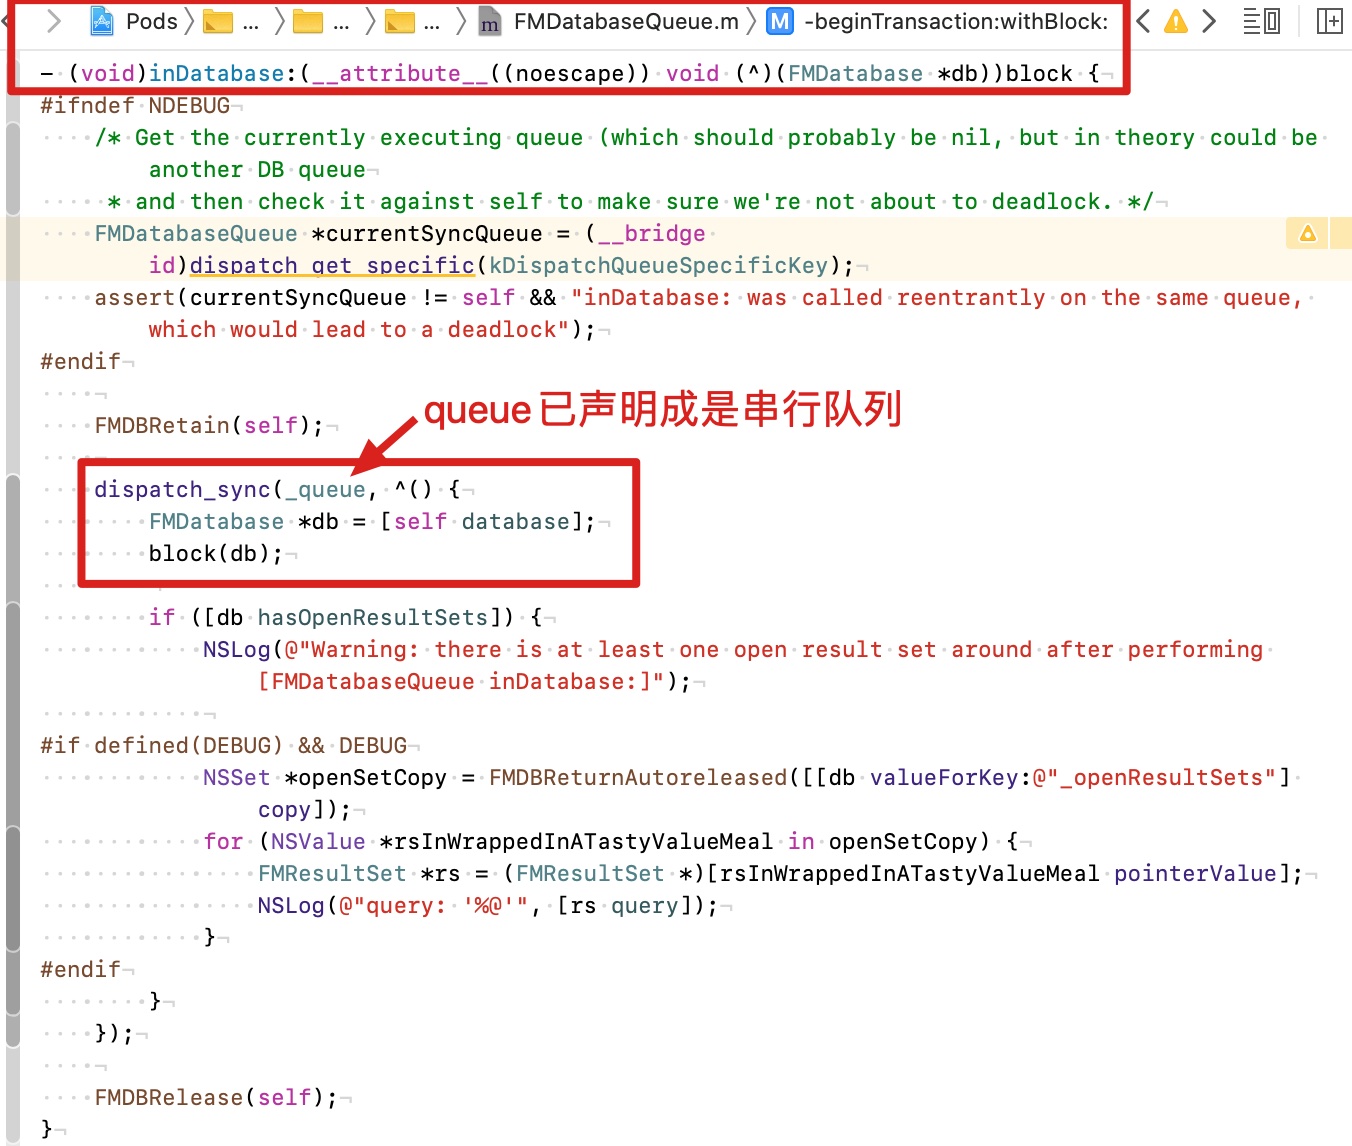 Pods ... ... ... m FMDatabaseQueue.m M -beginTransaction:withBlock:
- (void)inDatabase:(__attribute__((noescape)) void (^)(FMDatabase *db))block {
#ifndef NDEBUG
/* Get the currently executing queue (which should probably be nil, but in theory could be
another DB queue
* and then check it against self to make sure we're not about to deadlock. */
FMDatabaseQueue *currentSyncQueue = (__bridge
id)dispatch_get_specific(kDispatchQueueSpecificKey);
assert(currentSyncQueue != self && "inDatabase: was called reentrantly on the same queue,
which would lead to a deadlock");
#endif
queue已声明成是串行队列
FMDBRetain(self);
dispatch_sync(_queue, ^() {
FMDatabase *db = [self database];
block(db);
if ([db hasOpenResultSets]) {
NSLog(@"Warning: there is at least one open result set around after performing
[FMDatabaseQueue inDatabase:]");
#if defined(DEBUG) && DEBUG
NSSet *openSetCopy = FMDBReturnAutoreleased([[db valueForKey:@"_openResultSets"]
copy]);
for (NSValue *rsInWrappedInATastyValueMeal in openSetCopy) {
FMResultSet *rs = (FMResultSet *)[rsInWrappedInATastyValueMeal pointerValue];
NSLog(@"query: '%@'", [rs query]);
}
#endif
}
});
FMDBRelease(self);
}